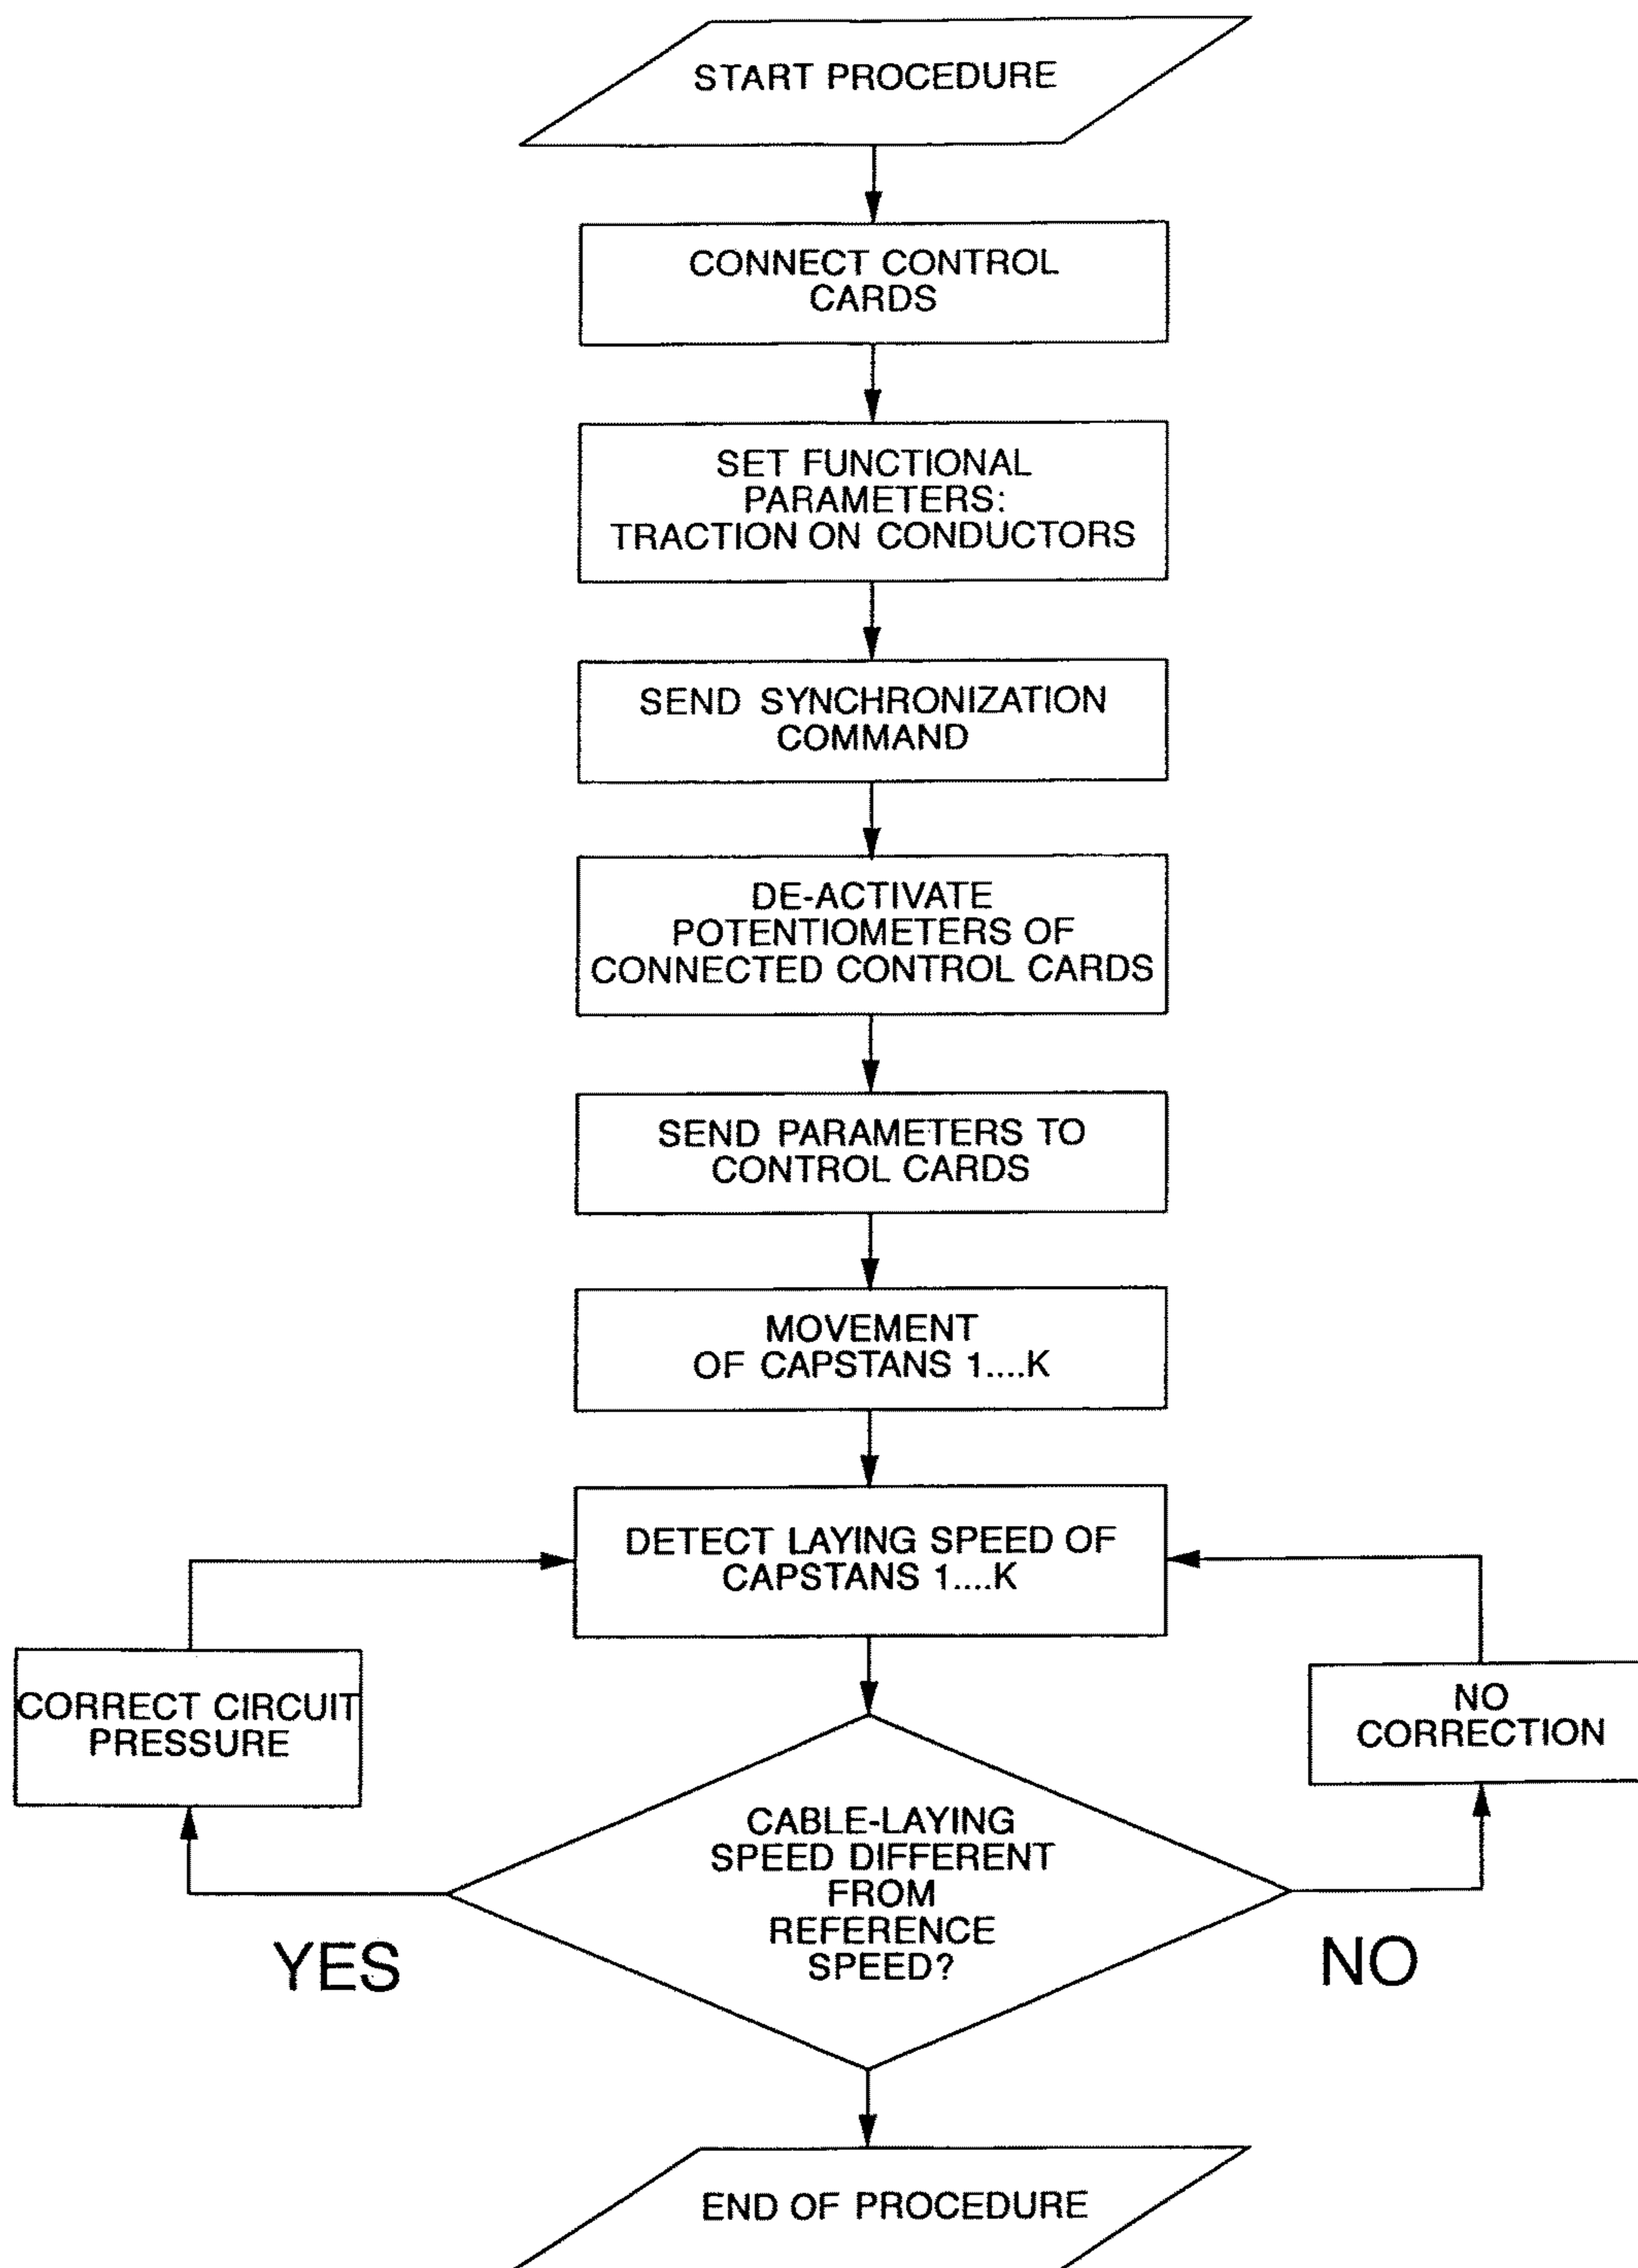 START PROCEDURE
CONNECT CONTROL
CARDS
SET FUNCTIONAL
PARAMETERS:
TRACTION ON CONDUCTORS
SEND SYNCHRONIZATION
COMMAND
DE-ACTIVATE
POTENTIOMETERS OF
CONNECTED CONTROL CARDS
SEND PARAMETERS TO
CONTROL CARDS
MOVEMENT
OF CAPSTANS 1....K
DETECT LAYING SPEED OF
CAPSTANS 1....K
CORRECT CIRCUIT
PRESSURE
NO
CORRECTION
CABLE-LAYING
SPEED DIFFERENT
FROM
REFERENCE
SPEED?
YES
NO
END OF PROCEDURE